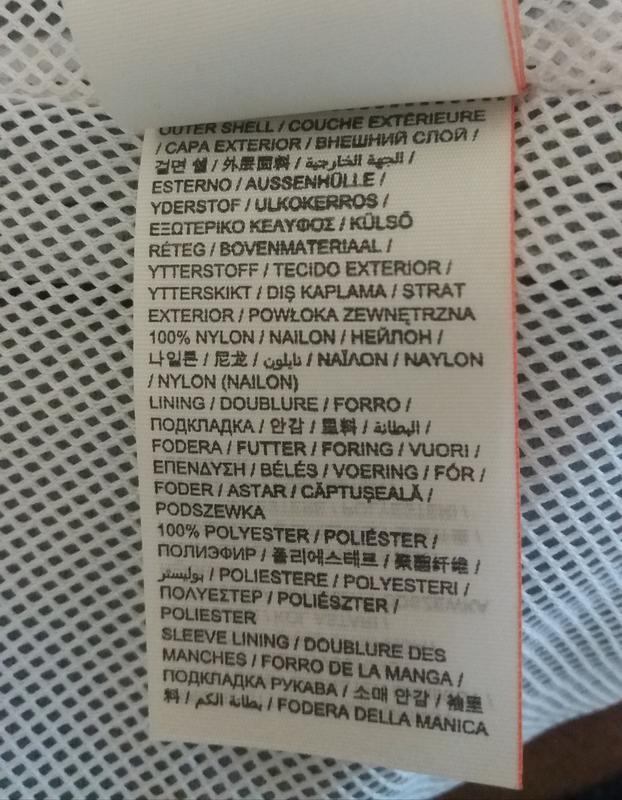 OUTER SHELL / COUCHE EXTÉRIEURE
/ CAPA EXTERIOR / ВНЕШНИЙ СЛОЙ /
겉면 쉘 / 外层面料 / الجهة الخارجية /
ESTERNO / AUSSENHÜLLE /
YDERSTOF / ULKOKERROS /
ΕΞΩΤΕΡΙΚΟ ΚΕΛΥΦΟΣ / KÜLSŐ
RÉTEG / BOVENMATERIAAL /
YTTERSTOFF / TECIDO EXTERIOR /
YTTERSKIKT / DIŞ KAPLAMA / STRAT
EXTERIOR / POWŁOKA ZEWNĘTRZNA
100% NYLON / NAILON / НЕЙЛОН /
나일론 / 尼龙 / نايلون / ΝΑΪΛΟΝ / NAYLON
/ NYLON (NAILON)
LINING / DOUBLURE / FORRO /
ПОДКЛАДКА / 안감 / 里料 / البطانة /
FODERA / FUTTER / FORING / VUORI /
ΕΠΕΝΔΥΣΗ / BÉLÉS / VOERING / FÓR /
FODER / ASTAR / CĂPTUŞEALĂ /
PODSZEWKA
100% POLYESTER / POLIÉSTER /
ПОЛИЭФИР / 폴리에스테르 / 聚酯纤维 /
بوليستر / POLIESTERE / POLYESTERI /
ΠΟΛΥΕΣΤΕΡ / POLIÉSZTER /
POLIESTER
SLEEVE LINING / DOUBLURE DES
MANCHES / FORRO DE LA MANGA /
ПОДКЛАДКА РУКАВА / 소매 안감 / 袖里
料 / بطانة الكم / FODERA DELLA MANICA